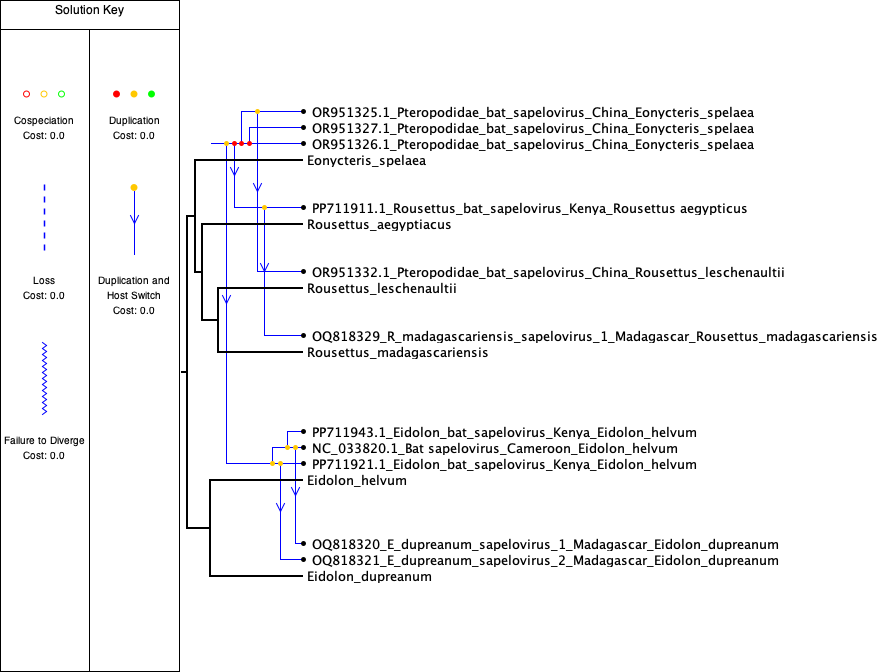 Solution Key
Cospeciation
Cost: 0.0
Duplication
Cost: 0.0
Loss
Cost: 0.0
Duplication and
Host Switch
Cost: 0.0
Failure to Diverge
Cost: 0.0
OR951325.1_Pteropodidae_bat_sapelovirus_China_Eonycteris_spelaea
OR951327.1_Pteropodidae_bat_sapelovirus_China_Eonycteris_spelaea
OR951326.1_Pteropodidae_bat_sapelovirus_China_Eonycteris_spelaea
Eonycteris_spelaea
PP711911.1_Rousettus_bat_sapelovirus_Kenya_Rousettus aegypticus
Rousettus_aegyptiacus
OR951332.1_Pteropodidae_bat_sapelovirus_China_Rousettus_leschenaultii
Rousettus_leschenaultii
OQ818329_R_madagascariensis_sapelovirus_1_Madagascar_Rousettus_madagascariensis
Rousettus_madagascariensis
PP711943.1_Eidolon_bat_sapelovirus_Kenya_Eidolon_helvum
NC_033820.1_Bat sapelovirus_Cameroon_Eidolon_helvum
PP711921.1_Eidolon_bat_sapelovirus_Kenya_Eidolon_helvum
Eidolon_helvum
OQ818320_E_dupreanum_sapelovirus_1_Madagascar_Eidolon_dupreanum
OQ818321_E_dupreanum_sapelovirus_2_Madagascar_Eidolon_dupreanum
Eidolon_dupreanum